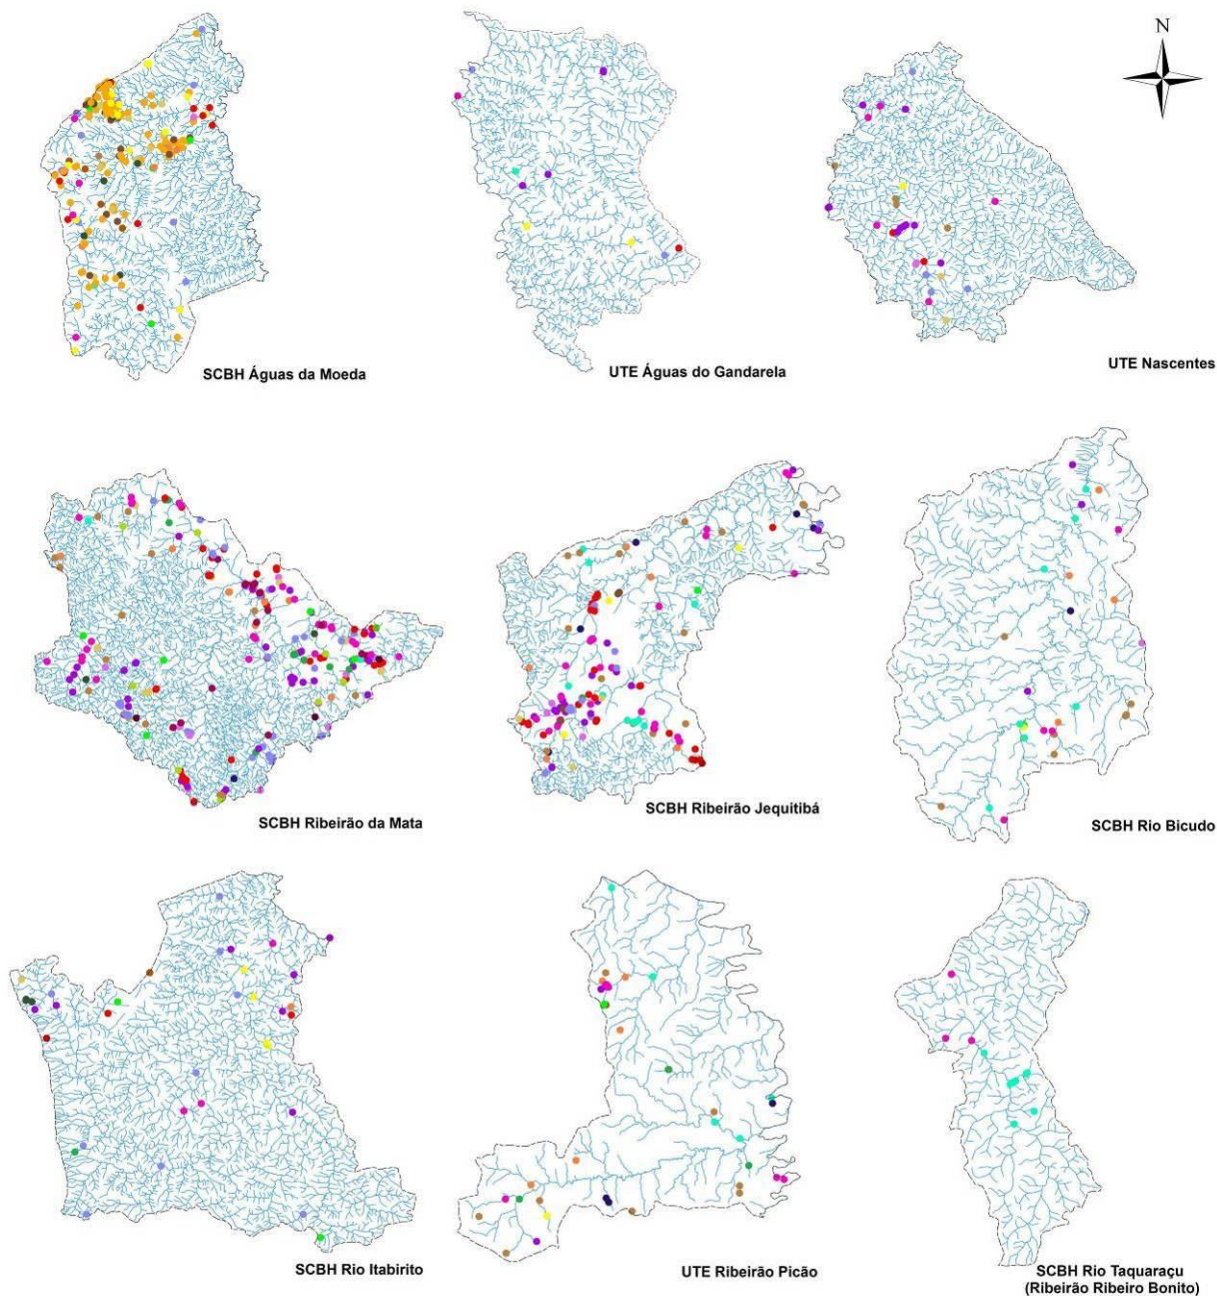 N
SCBH Águas da Moeda
UTE Águas do Gandarela
UTE Nascentes
SCBH Ribeirão da Mata
SCBH Ribeirão Jequitibá
SCBH Rio Bicudo
SCBH Rio Itabirito
UTE Ribeirão Picão
SCBH Rio Taquaraçu
(Ribeirão Ribeiro Bonito)